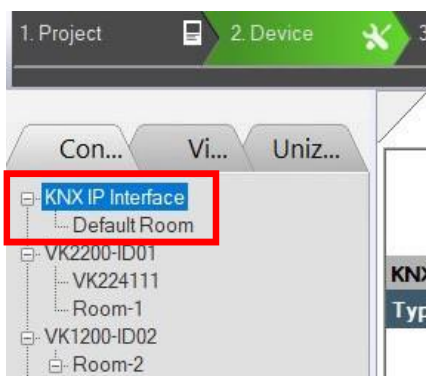 1. Project 2. Device 3
Con... Vi... Uniz...
KNX IP Interface
Default Room
VK2200-ID01
VK224111
Room-1
VK1200-ID02
Room-2
KNX
Typ